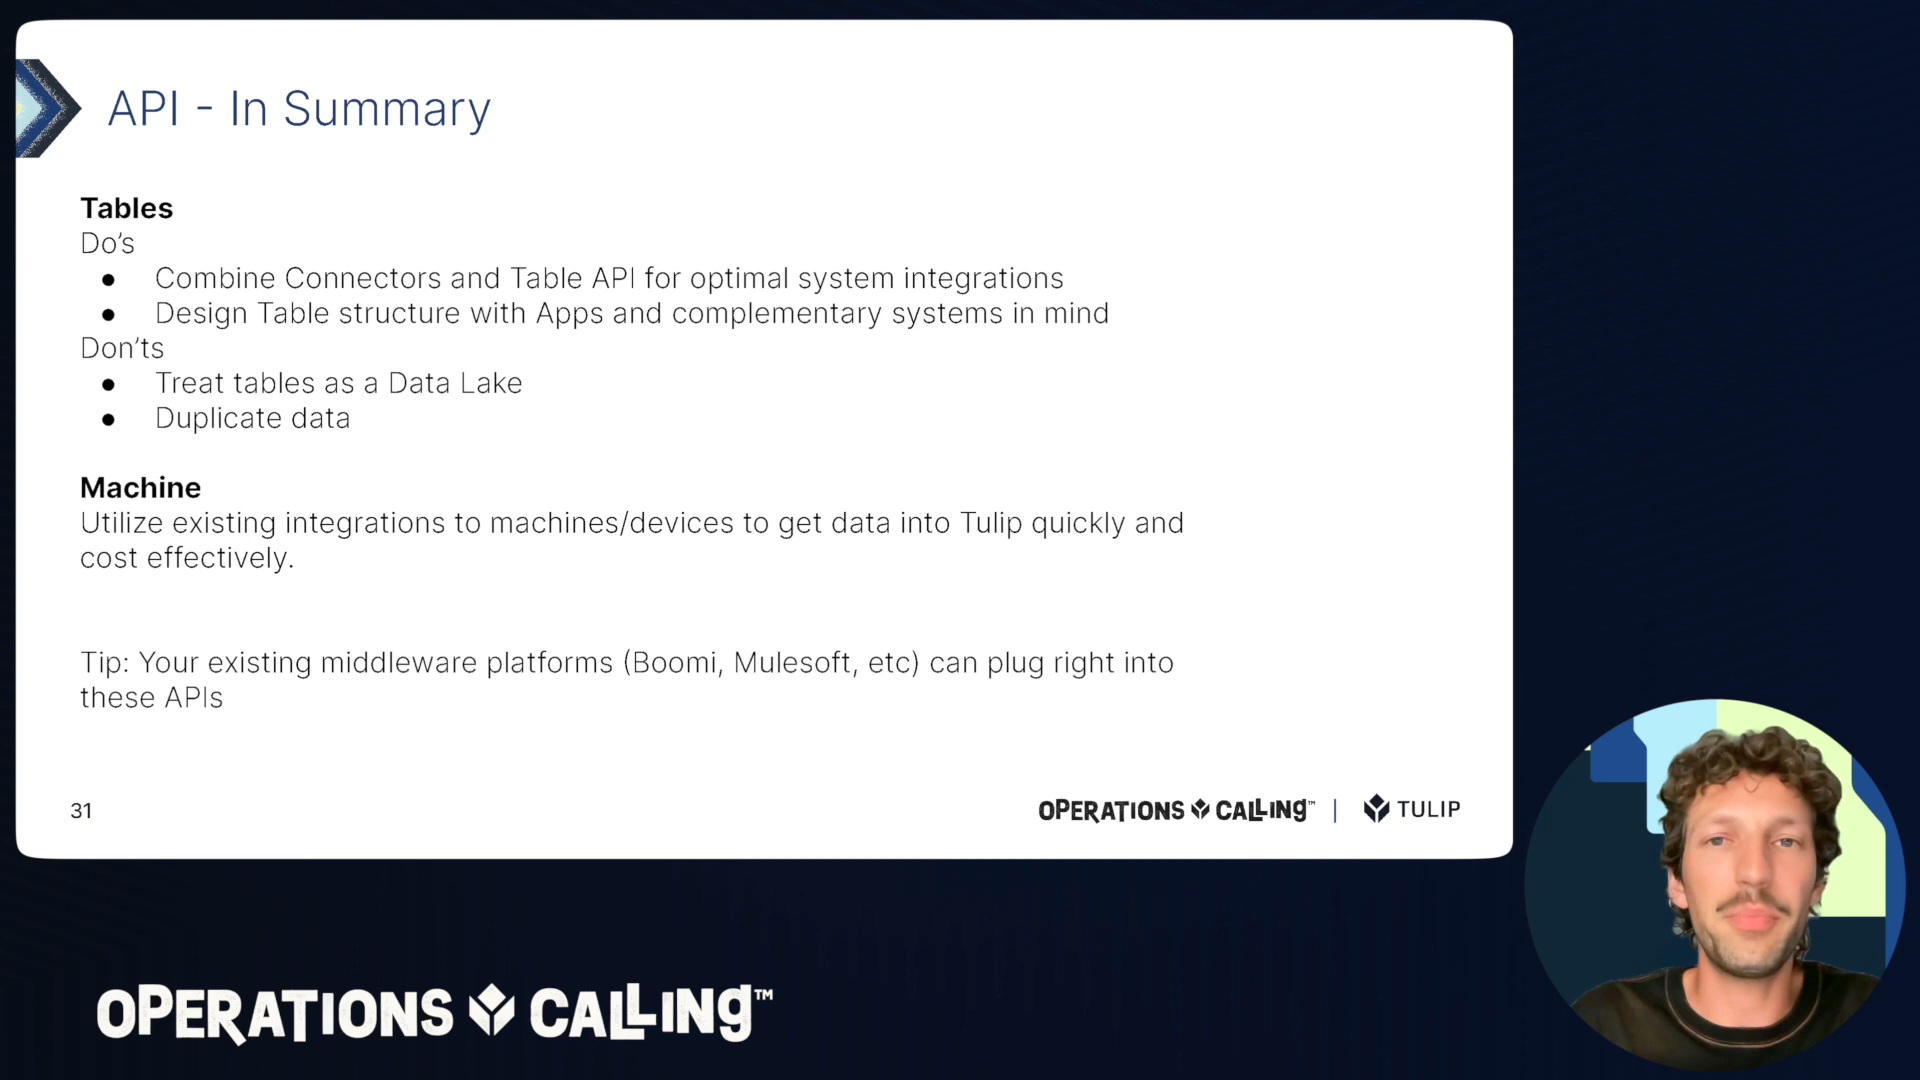 API - In Summary
Tables
Do's
● Combine Connectors and Table API for optimal system integrations
● Design Table structure with Apps and complementary systems in mind
Don'ts
● Treat tables as a Data Lake
● Duplicate data
Machine
Utilize existing integrations to machines/devices to get data into Tulip quickly and
cost effectively.
Tip: Your existing middleware platforms (Boomi, Mulesoft, etc) can plug right into
these APIs
31
OPERATIONS CALLING™ | TULIP
OPERATIONS CALLING™